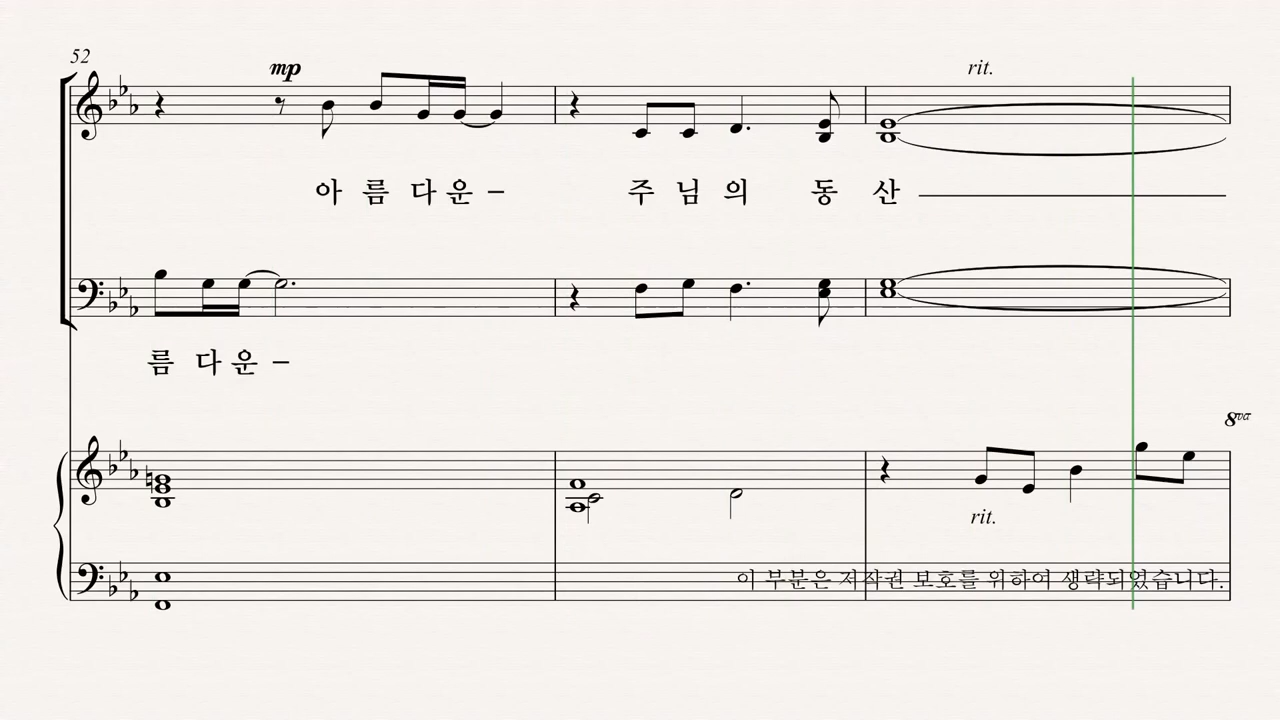 52
mp
rit.
아 름 다 운 –
주 님 의 동 산
름 다 운 –
8va
rit.
이 부분은 저작권 보호를 위하여 생략되었습니다.